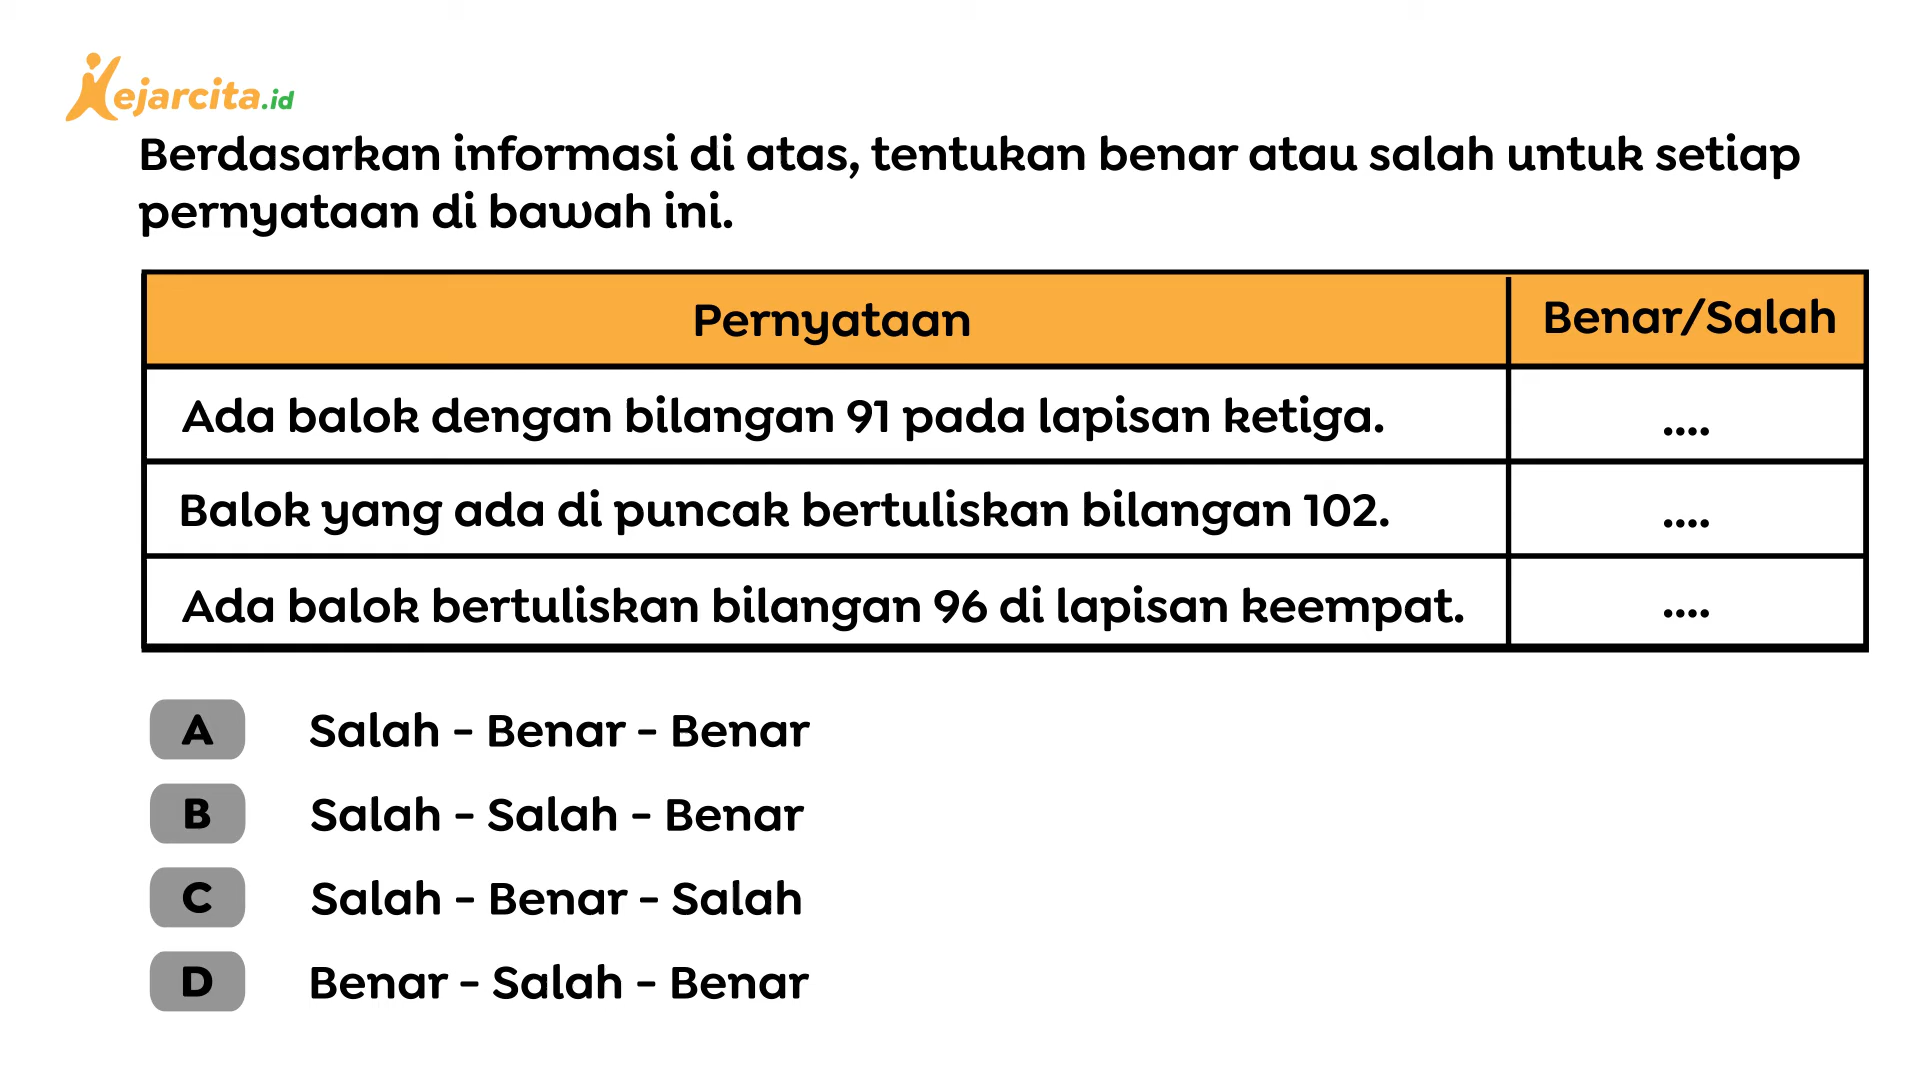 Kejarcita.id
Berdasarkan informasi di atas, tentukan benar atau salah untuk setiap
pernyataan di bawah ini.
Pernyataan Benar/Salah
Ada balok dengan bilangan 91 pada lapisan ketiga. ....
Balok yang ada di puncak bertuliskan bilangan 102. ....
Ada balok bertuliskan bilangan 96 di lapisan keempat. ....
A Salah - Benar - Benar
B Salah - Salah - Benar
C Salah - Benar - Salah
D Benar - Salah - Benar